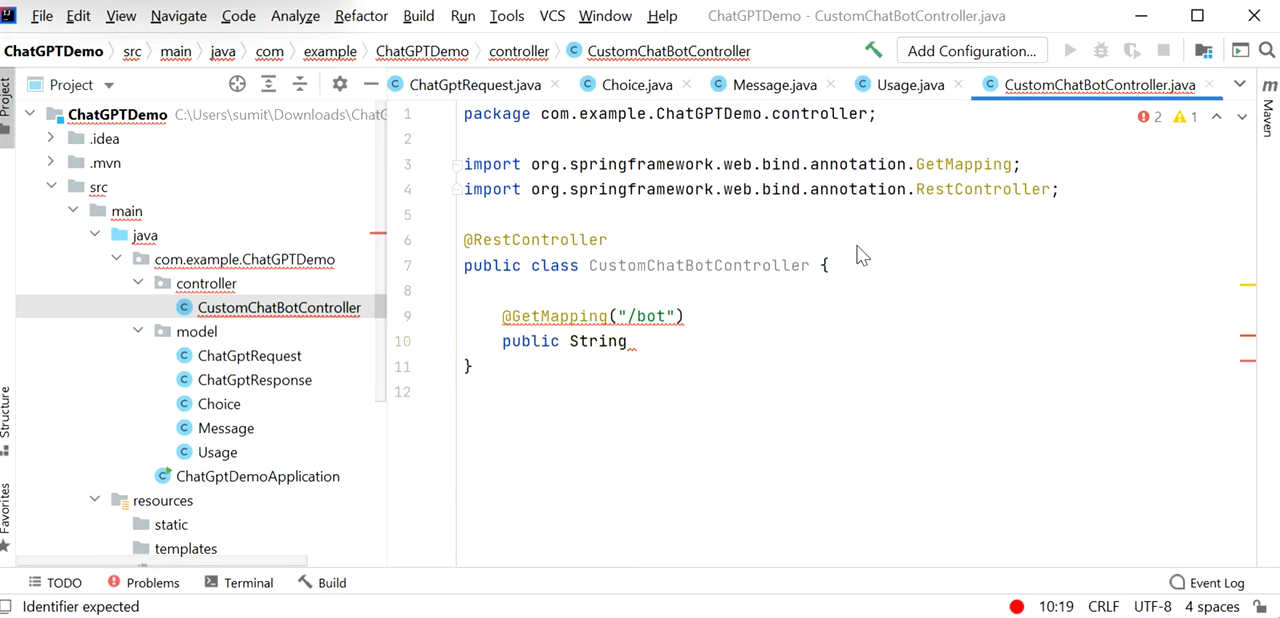 File Edit View Navigate Code Analyze Refactor Build Run Tools VCS Window Help ChatGPTDemo - CustomChatBotController.java
ChatGPTDemo src main java com example ChatGPTDemo controller CustomChatBotController Add Configuration...
Project
Project
ChatGptRequest.java Choice.java Message.java Usage.java CustomChatBotController.java
Maven
ChatGPTDemo C:\Users\sumit\Downloads\ChatG
.idea
.mvn
src
main
java
com.example.ChatGPTDemo
controller
CustomChatBotController
model
ChatGptRequest
ChatGptResponse
Choice
Message
Usage
ChatGptDemoApplication
resources
static
templates
Structure
Favorites
2 1
1 package com.example.ChatGPTDemo.controller;
2
3 import org.springframework.web.bind.annotation.GetMapping;
4 import org.springframework.web.bind.annotation.RestController;
5
6 @RestController
7 public class CustomChatBotController {
8
9 @GetMapping("/bot")
10 public String
11 }
12
TODO Problems Terminal Build Event Log
Identifier expected 10:19 CRLF UTF-8 4 spaces